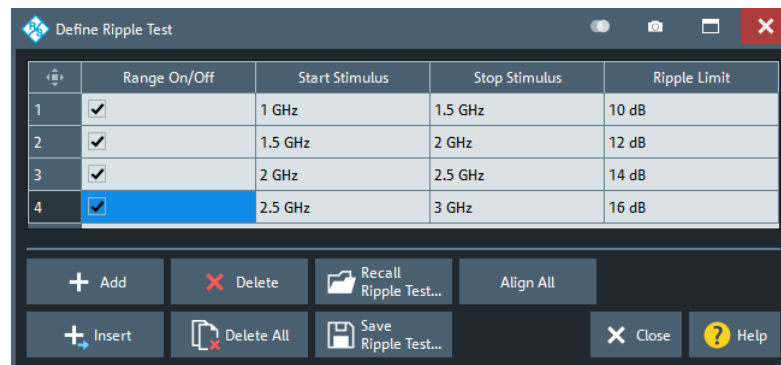 R&S Define Ripple Test
Range On/Off Start Stimulus Stop Stimulus Ripple Limit
1 1 GHz 1.5 GHz 10 dB
2 1.5 GHz 2 GHz 12 dB
3 2 GHz 2.5 GHz 14 dB
4 2.5 GHz 3 GHz 16 dB
Add Delete Recall Ripple Test... Align All
Insert Delete All Save Ripple Test... Close ? Help